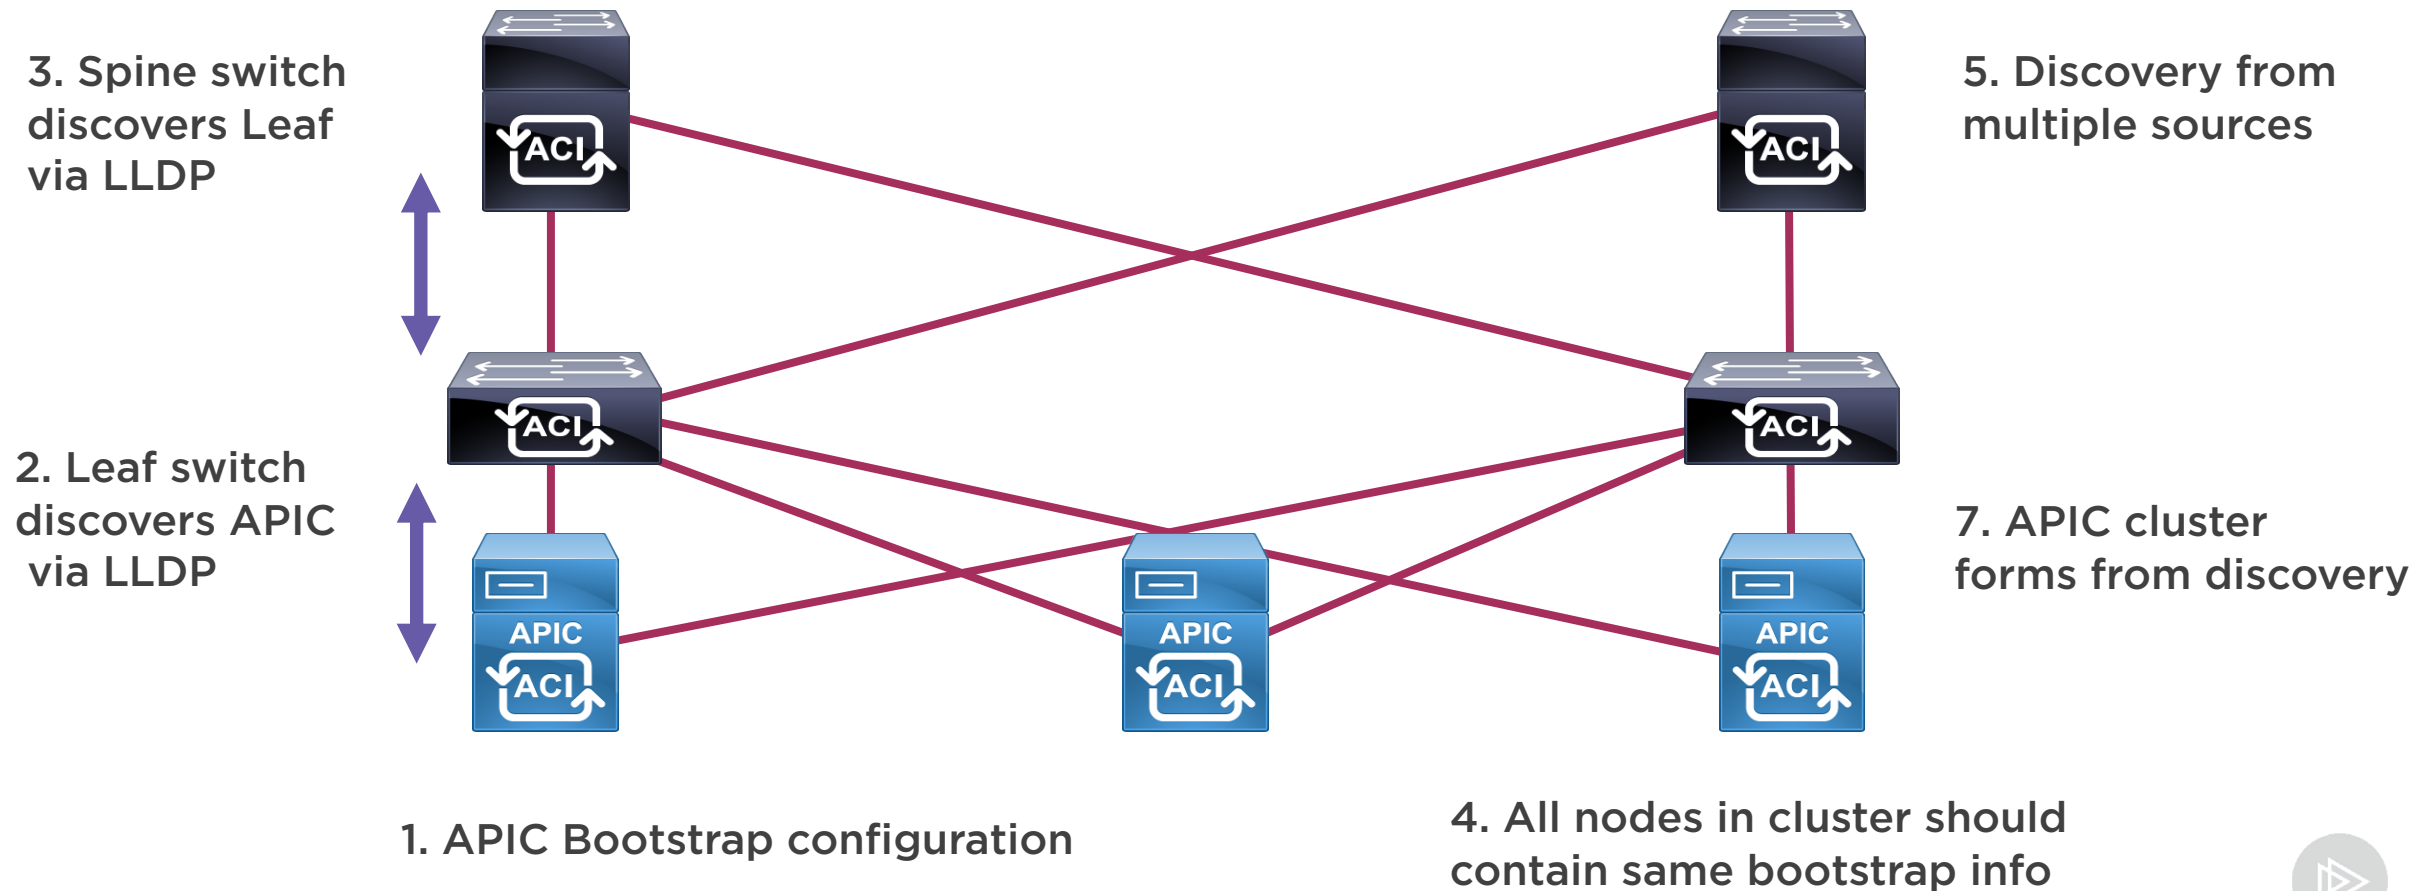 3. Spine switch
discovers Leaf
via LLDP
5. Discovery from
multiple sources
ACI
ACI
2. Leaf switch
discovers APIC
via LLDP
ACI
ACI
7. APIC cluster
forms from discovery
APIC
ACI
APIC
ACI
APIC
ACI
1. APIC Bootstrap configuration
4. All nodes in cluster should
contain same bootstrap info